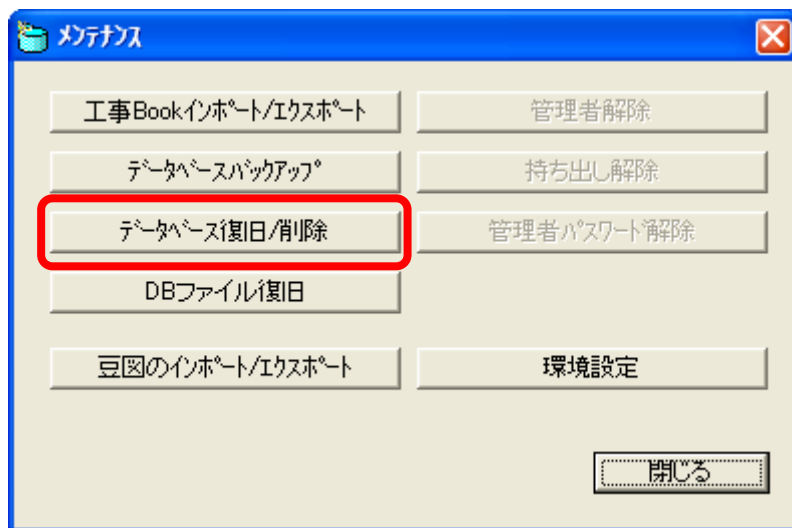 ﾒﾝﾃﾅﾝｽ
工事Bookｲﾝﾎﾟｰﾄ/ｴｸｽﾎﾟｰﾄ
管理者解除
ﾃﾞｰﾀﾍﾞｰｽﾊﾞｯｸｱｯﾌﾟ
持ち出し解除
ﾃﾞｰﾀﾍﾞｰｽ復旧/削除
管理者ﾊﾟｽﾜｰﾄﾞ解除
DBファイル復旧
豆図のｲﾝﾎﾟｰﾄ/ｴｸｽﾎﾟｰﾄ
環境設定
閉じる